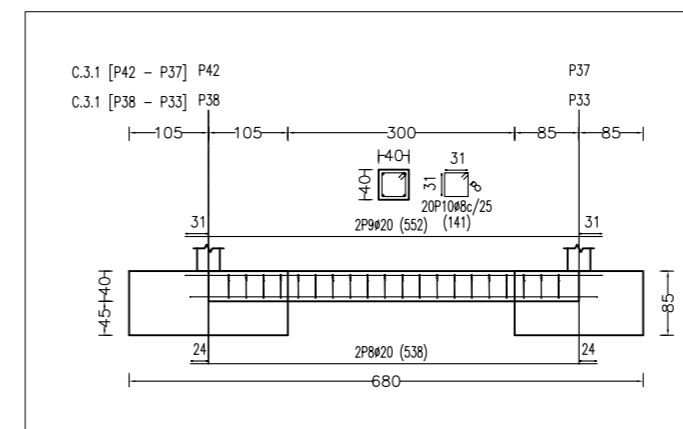 C.3.1 [P42 - P37] P42 P37
C.3.1 [P38 - P33] P38 P33
105 105 300 85 85
40 31
40 31 8
20P10ø8c/25
(141)
31 2P9ø20 (552) 31
40
45 85
24 2P8ø20 (538) 24
680